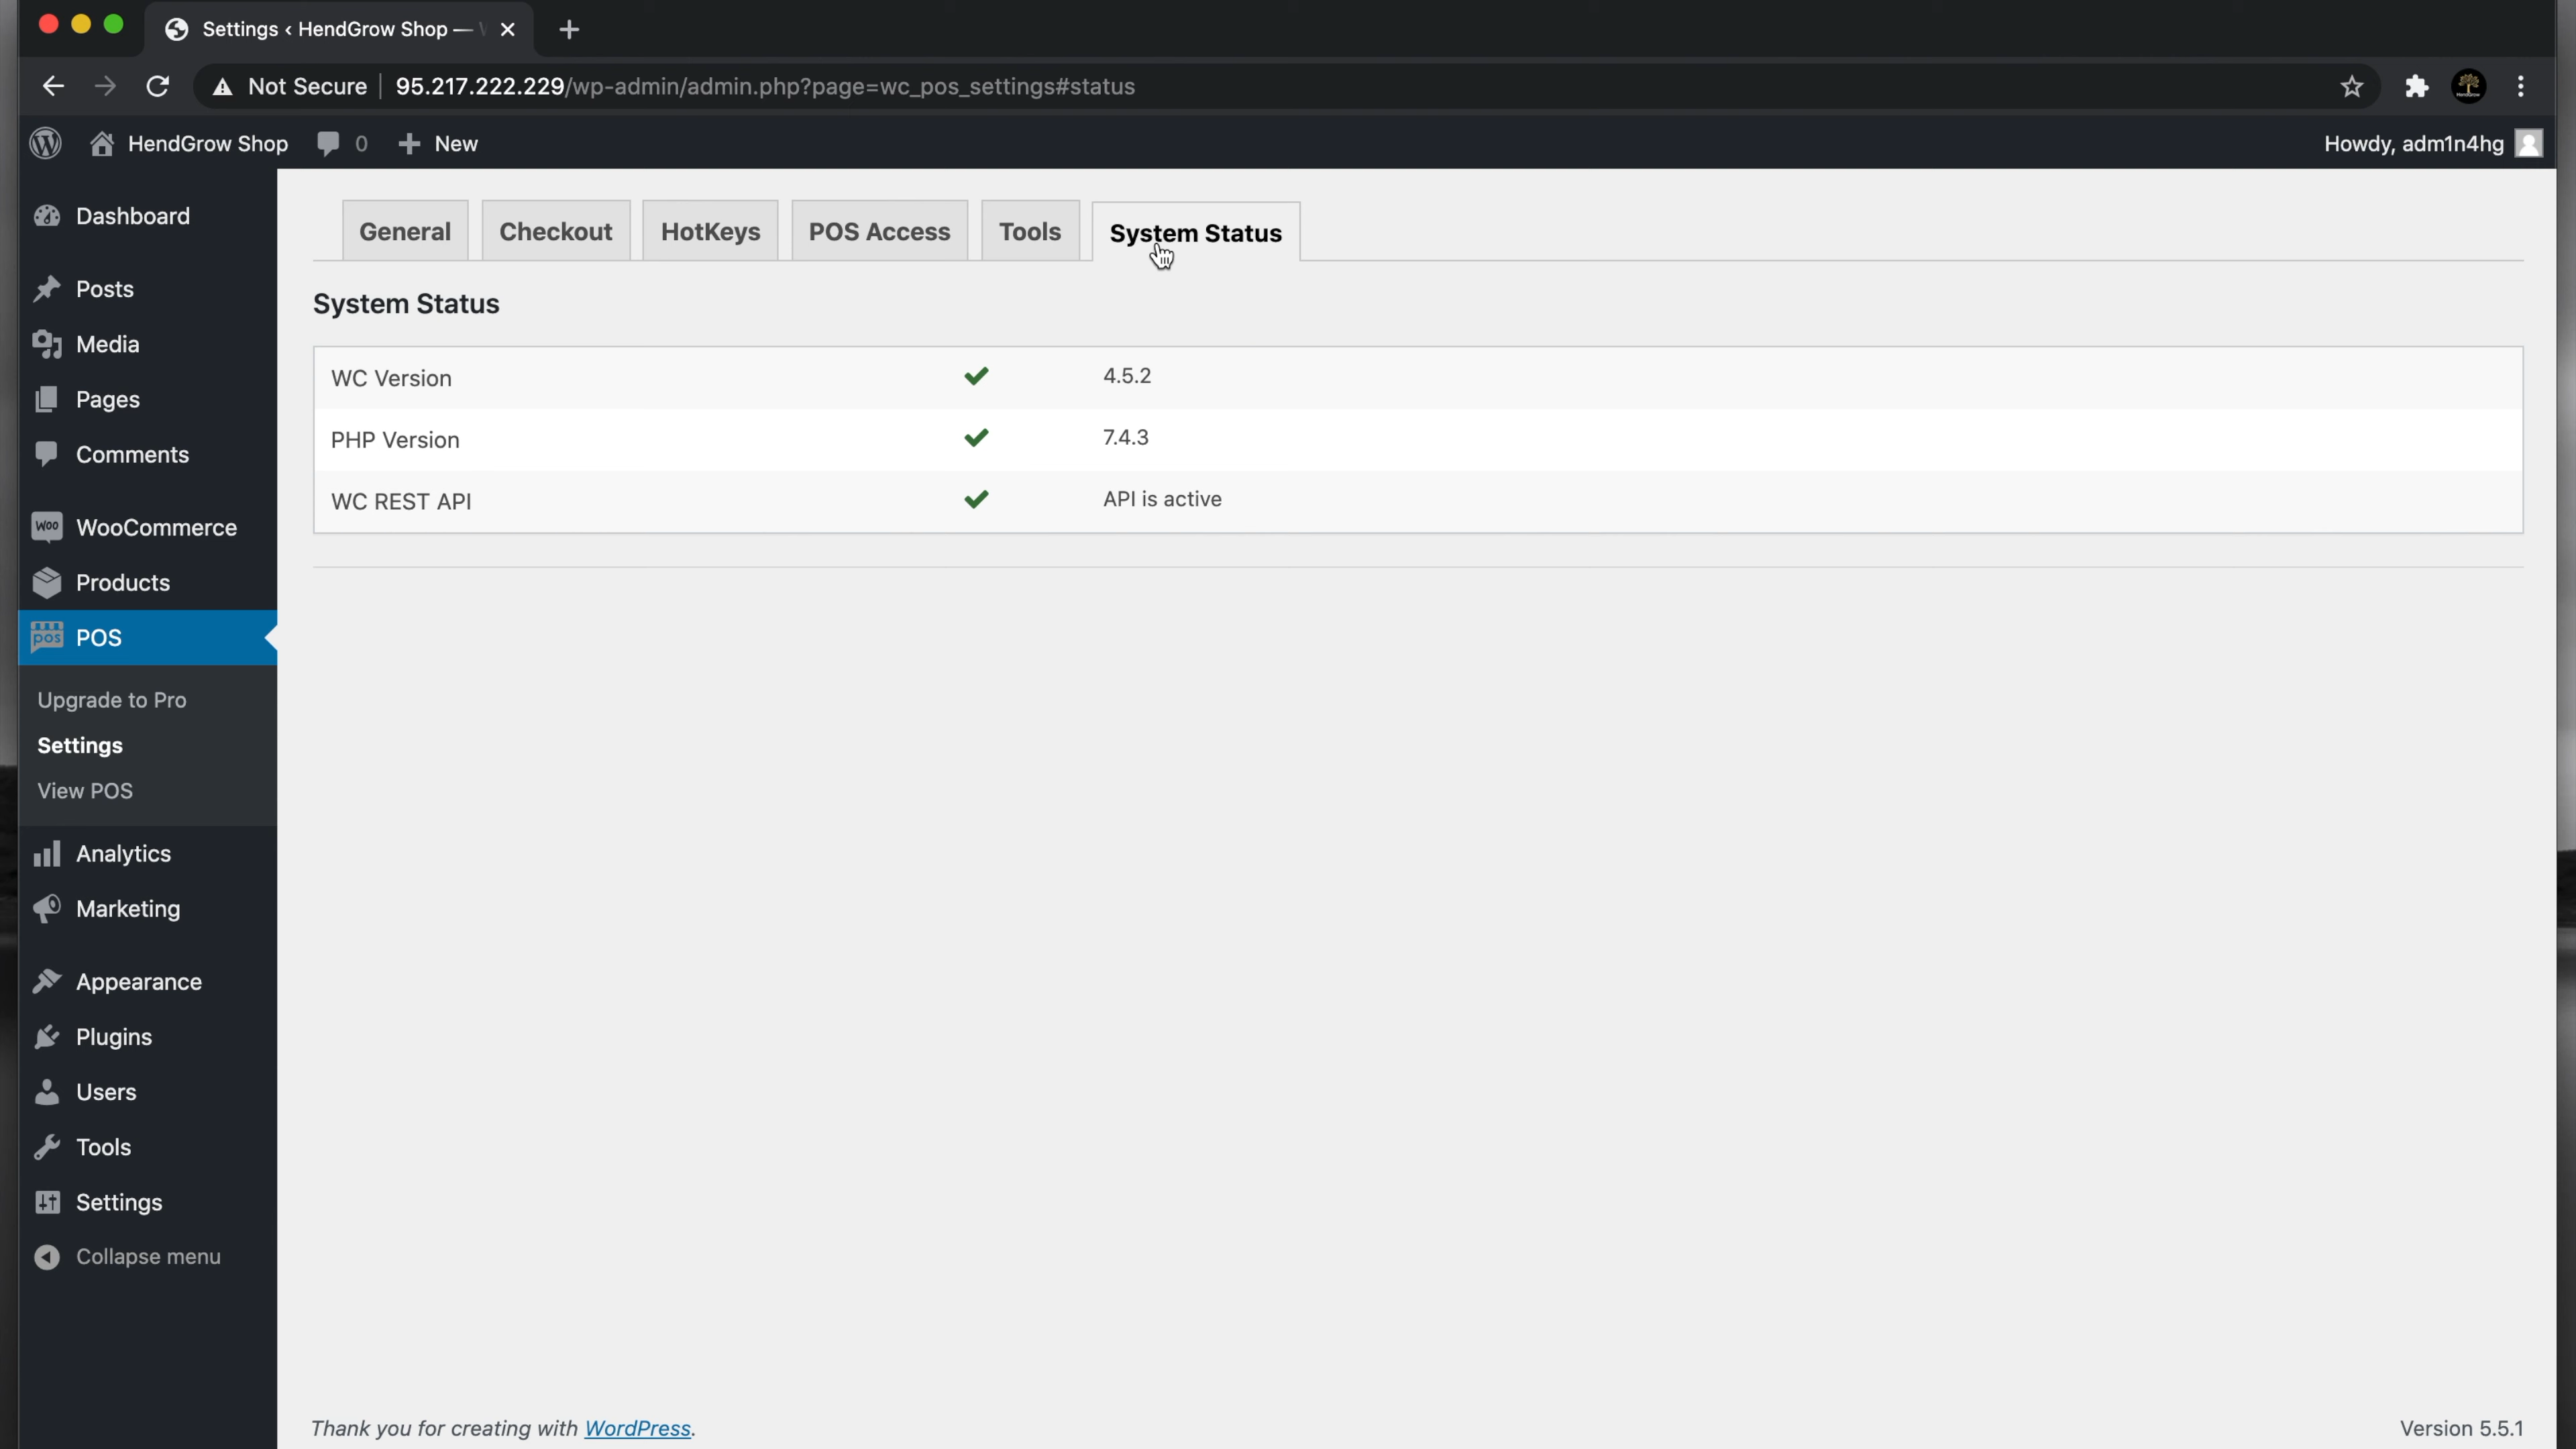 Settings ‹ HendGrow Shop —
Not Secure | 95.217.222.229/wp-admin/admin.php?page=wc_pos_settings#status
HendGrow Shop 0 New Howdy, adm1n4hg
Dashboard
Posts
Media
Pages
Comments
Woo WooCommerce
Products
pos POS
Upgrade to Pro
Settings
View POS
Analytics
Marketing
Appearance
Plugins
Users
Tools
Settings
Collapse menu
General Checkout HotKeys POS Access Tools System Status
System Status
WC Version 4.5.2
PHP Version 7.4.3
WC REST API API is active
Thank you for creating with WordPress. Version 5.5.1